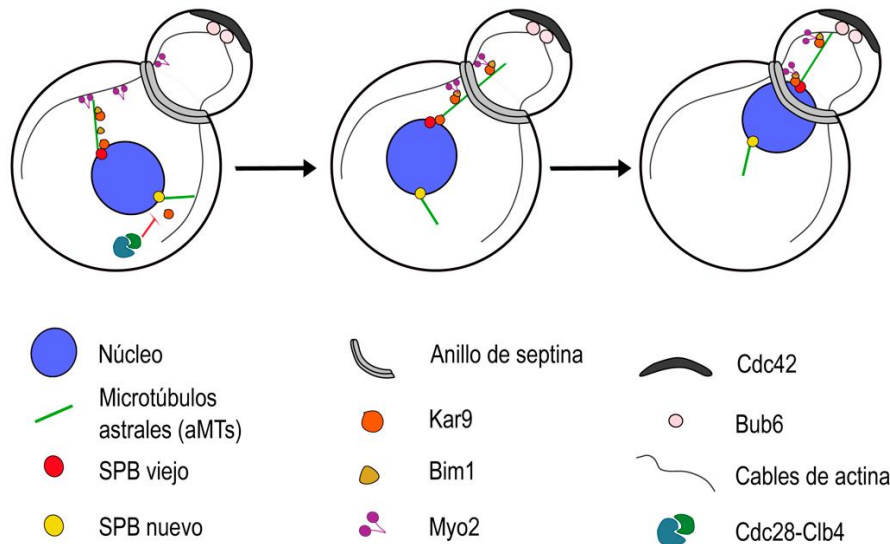 Núcleo
Microtúbulos
astrales (aMTs)
SPB viejo
SPB nuevo
Anillo de septina
Kar9
Bim1
Myo2
Cdc42
Bub6
Cables de actina
Cdc28-Clb4